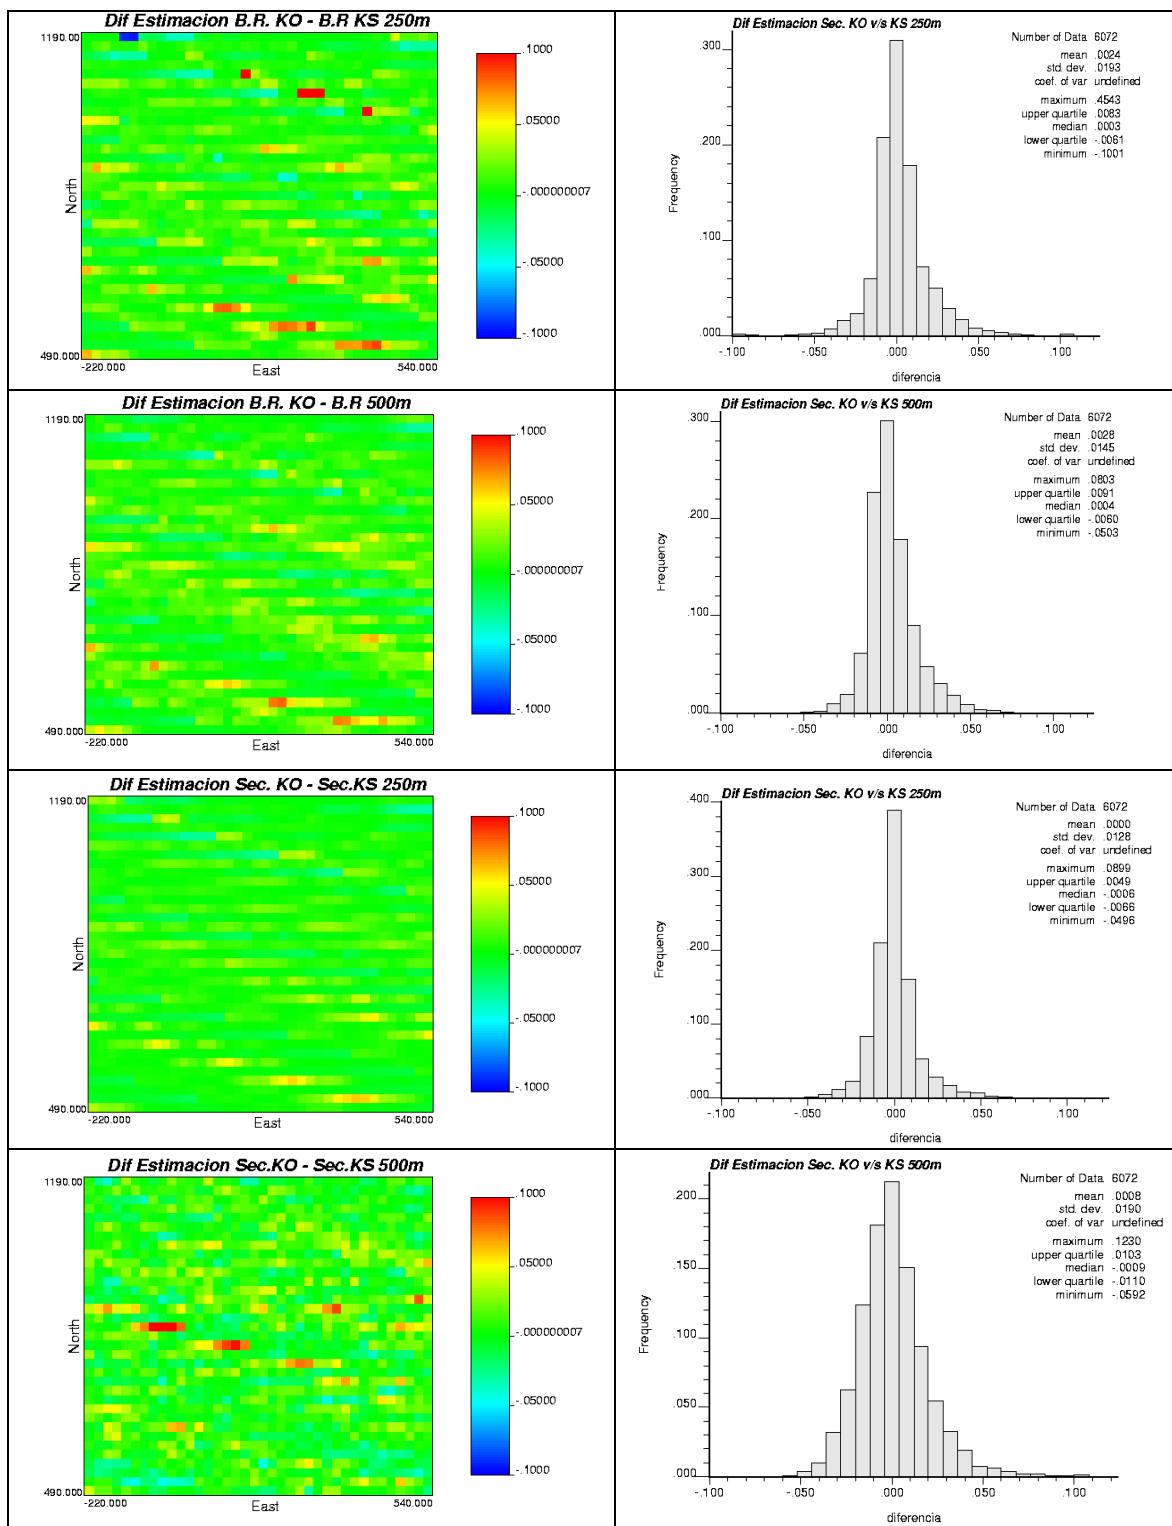 Dif Estimacion B.R. KO - B.R KS 250m
1190.00
North
490.000
-220.000
East
540.000
.1000
.05000
-.000000007
-.05000
-.1000
Dif Estimacion Sec. KO v/s KS 250m
Number of Data 6072
mean .0024
std. dev. .0193
coef. of var undefined
maximum .4543
upper quartile .0083
median .0003
lower quartile -.0061
minimum -.1001
Frequency
.300
.200
.100
.000
-.100
-.050
.000
.050
.100
diferencia
Dif Estimacion B.R. KO - B.R 500m
1190.00
North
490.000
-220.000
East
540.000
.1000
.05000
-.000000007
-.05000
-.1000
Dif Estimacion Sec. KO v/s KS 500m
Number of Data 6072
mean .0028
std. dev. .0145
coef. of var undefined
maximum .0803
upper quartile .0091
median .0004
lower quartile -.0060
minimum -.0503
Frequency
.300
.200
.100
.000
-.100
-.050
.000
.050
.100
diferencia
Dif Estimacion Sec. KO - Sec.KS 250m
1190.00
North
490.000
-220.000
East
540.000
.1000
.05000
-.000000007
-.05000
-.1000
Dif Estimacion Sec. KO v/s KS 250m
Number of Data 6072
mean .0000
std. dev. .0128
coef. of var undefined
maximum .0899
upper quartile .0049
median -.0006
lower quartile -.0066
minimum -.0496
Frequency
.400
.300
.200
.100
.000
-.100
-.050
.000
.050
.100
diferencia
Dif Estimacion Sec.KO - Sec.KS 500m
1190.00
North
490.000
-220.000
East
540.000
.1000
.05000
-.000000007
-.05000
-.1000
Dif Estimacion Sec. KO v/s KS 500m
Number of Data 6072
mean .0008
std. dev. .0190
coef. of var undefined
maximum .1230
upper quartile .0103
median -.0009
lower quartile -.0110
minimum -.0592
Frequency
.200
.150
.100
.050
.000
-.100
-.050
.000
.050
.100
diferencia